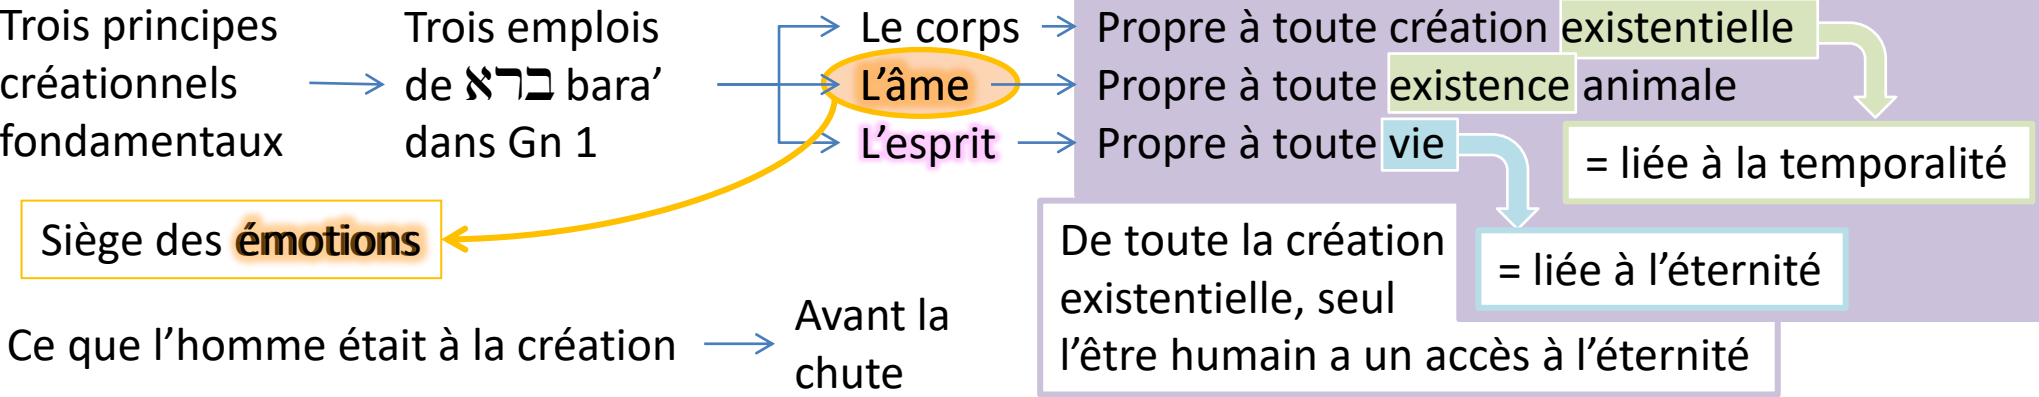 Trois principes
créationnels
fondamentaux
Trois emplois
de ברא bara’
dans Gn 1
Le corps
L’âme
L’esprit
Propre à toute création existentielle
Propre à toute existence animale
Propre à toute vie
= liée à la temporalité
= liée à l’éternité
Siège des émotions
De toute la création
existentielle, seul
l’être humain a un accès à l’éternité
Ce que l’homme était à la création
Avant la
chute